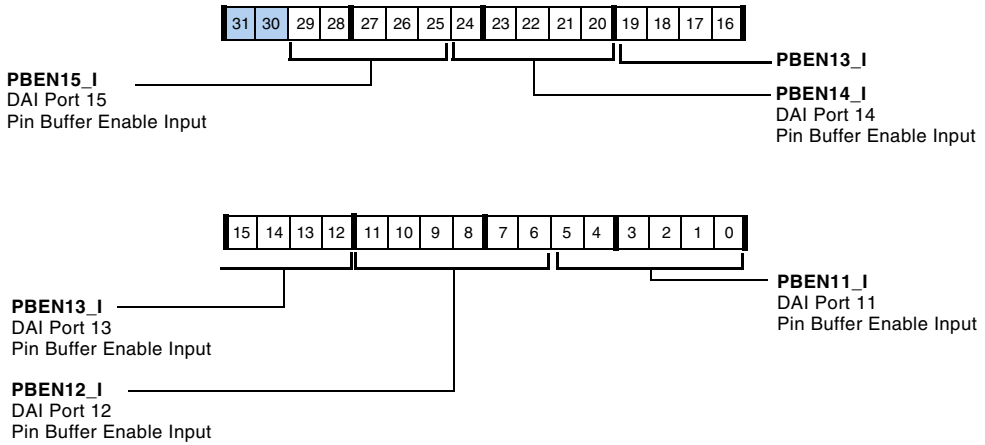 31 30 29 28 27 26 25 24 23 22 21 20 19 18 17 16
PBEN15_I
DAI Port 15
Pin Buffer Enable Input
PBEN13_I
PBEN14_I
DAI Port 14
Pin Buffer Enable Input
15 14 13 12 11 10 9 8 7 6 5 4 3 2 1 0
PBEN13_I
DAI Port 13
Pin Buffer Enable Input
PBEN12_I
DAI Port 12
Pin Buffer Enable Input
PBEN11_I
DAI Port 11
Pin Buffer Enable Input